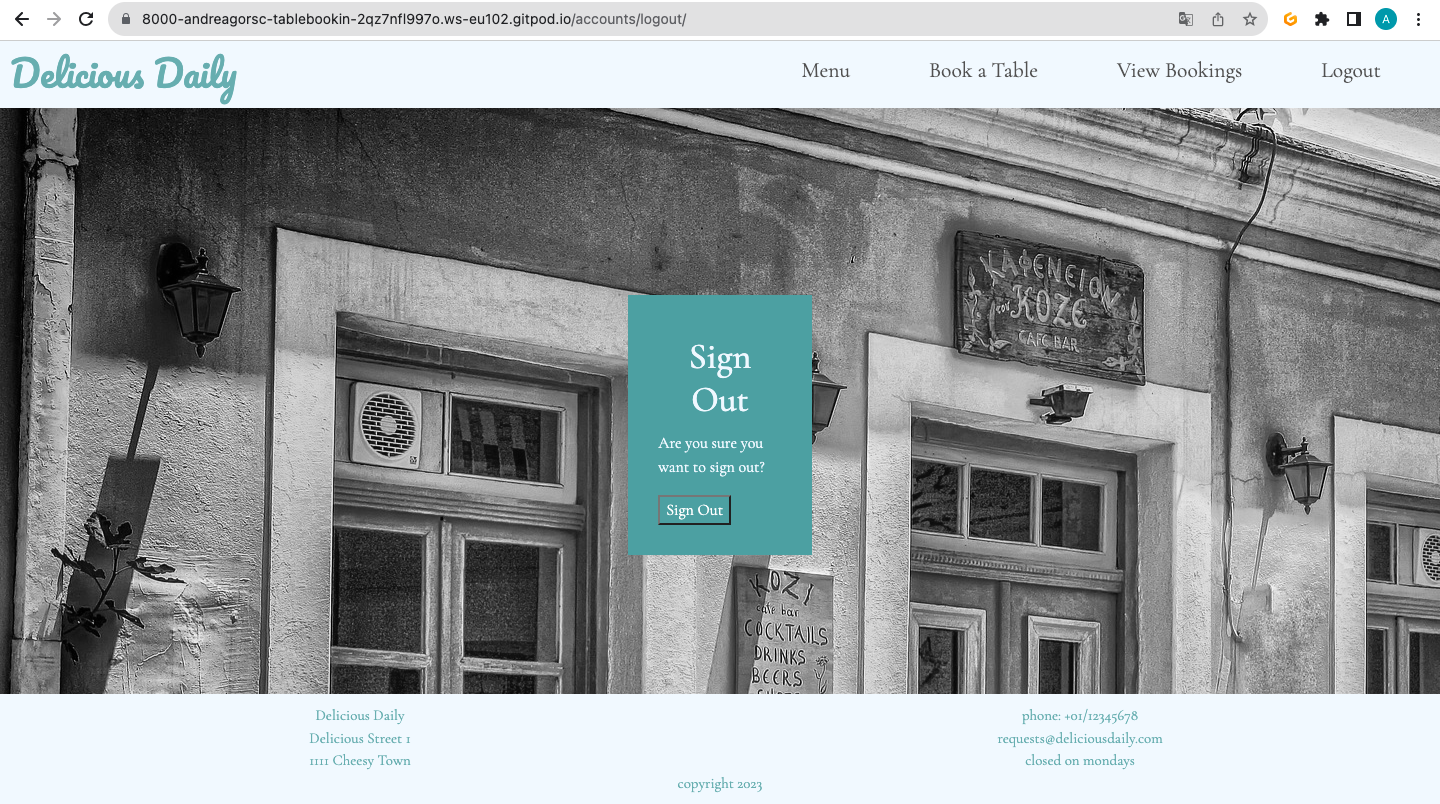 8000-andreagorsc-tablebookin-2qz7nfl997o.ws-eu102.gitpod.io/accounts/logout/
A
Delicious Daily
Menu
Book a Table
View Bookings
Logout
ΚΑΦΕΝΕΙΟΝ
του ΚΟΖΕ
CAFE BAR
Sign
Out
Are you sure you
want to sign out?
Sign Out
KOZI
cafe bar
COCKTAILS
DRINKS
BEERS
Delicious Daily
Delicious Street 1
1111 Cheesy Town
phone: +01/12345678
requests@deliciousdaily.com
closed on mondays
copyright 2023